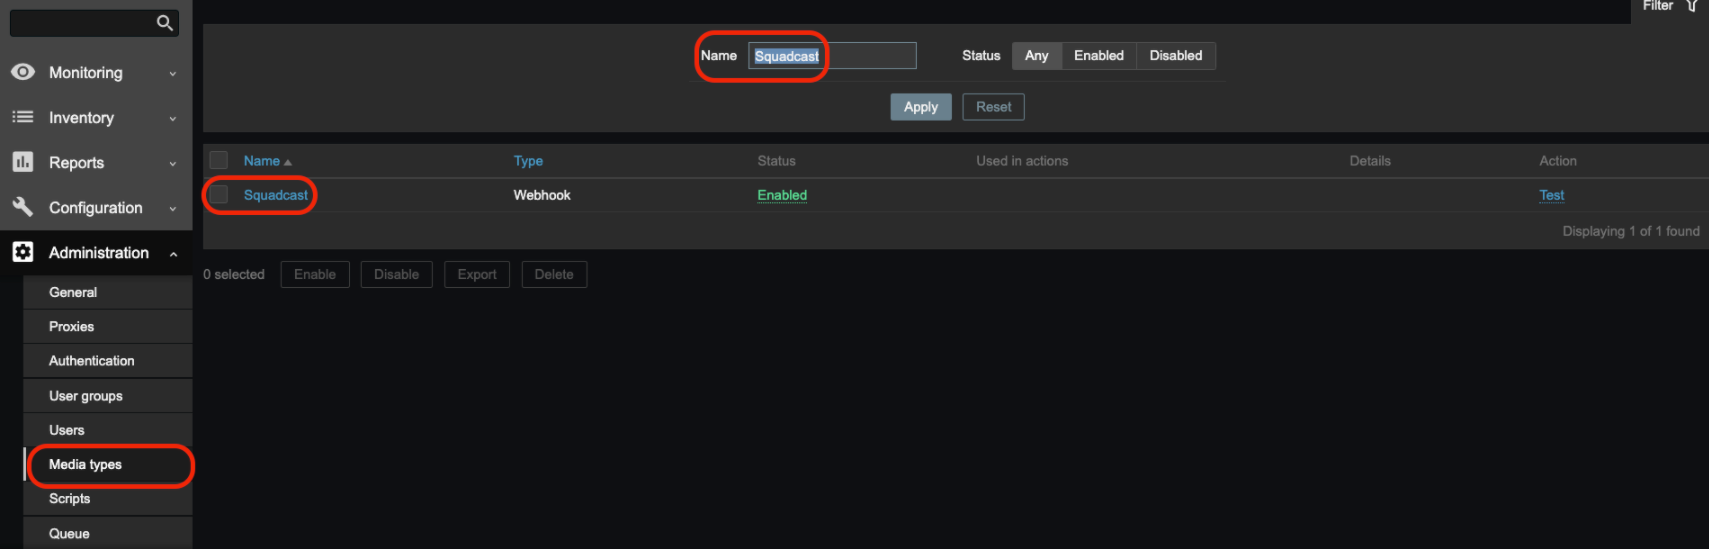 Filter
Name Squadcast Status Any Enabled Disabled
Apply Reset
Monitoring
Inventory
Reports
Configuration
Administration
General
Proxies
Authentication
User groups
Users
Media types
Scripts
Queue
Name Type Status Used in actions Details Action
Squadcast Webhook Enabled Test
Displaying 1 of 1 found
0 selected Enable Disable Export Delete